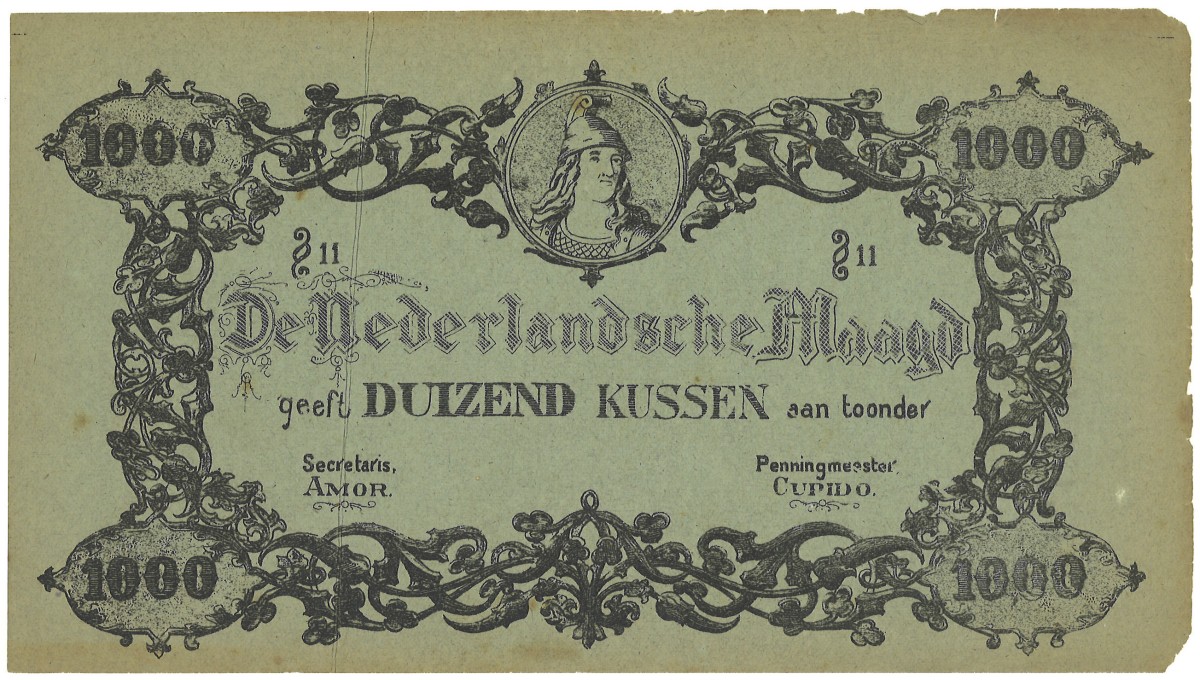 1000 1000
§ 11 § 11
De Nederlandsche Maagd
geeft DUIZEND KUSSEN aan toonder
Secretaris, Penningmeester,
AMOR. CUPIDO.
1000 1000